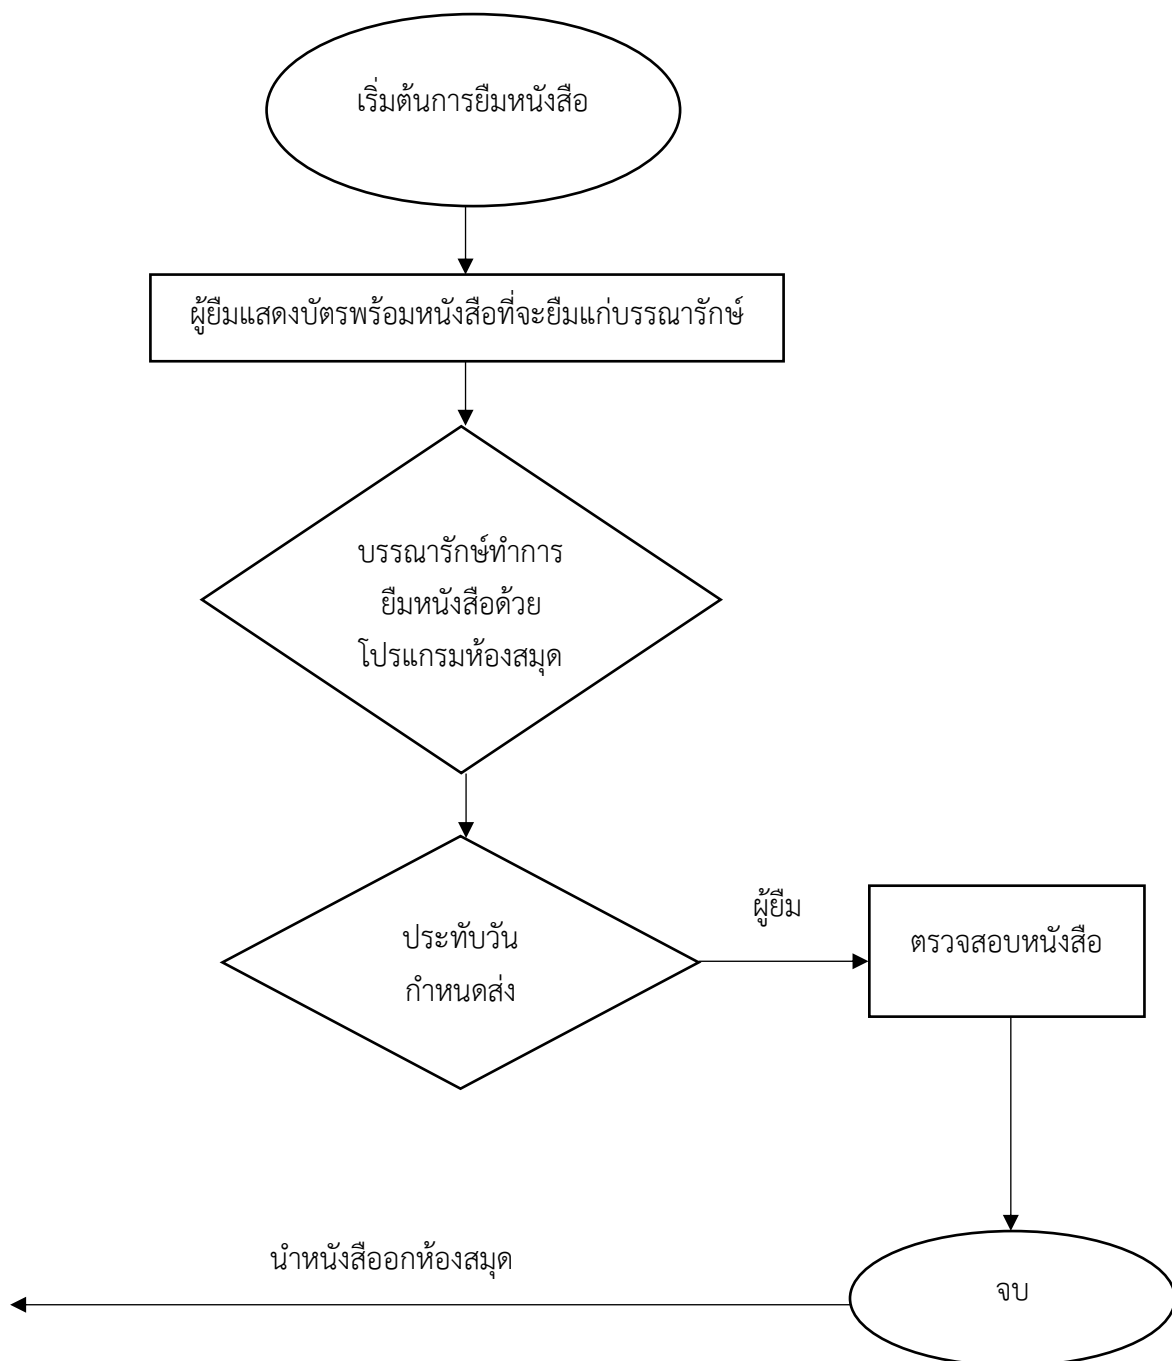 เริ่มต้นการยืมหนังสือ
ผู้ยืมแสดงบัตรพร้อมหนังสือที่จะยืมแก่บรรณารักษ์
บรรณารักษ์ทำการ
ยืมหนังสือด้วย
โปรแกรมห้องสมุด
ประทับวัน
กำหนดส่ง
ผู้ยืม
ตรวจสอบหนังสือ
นำหนังสือออกห้องสมุด
จบ